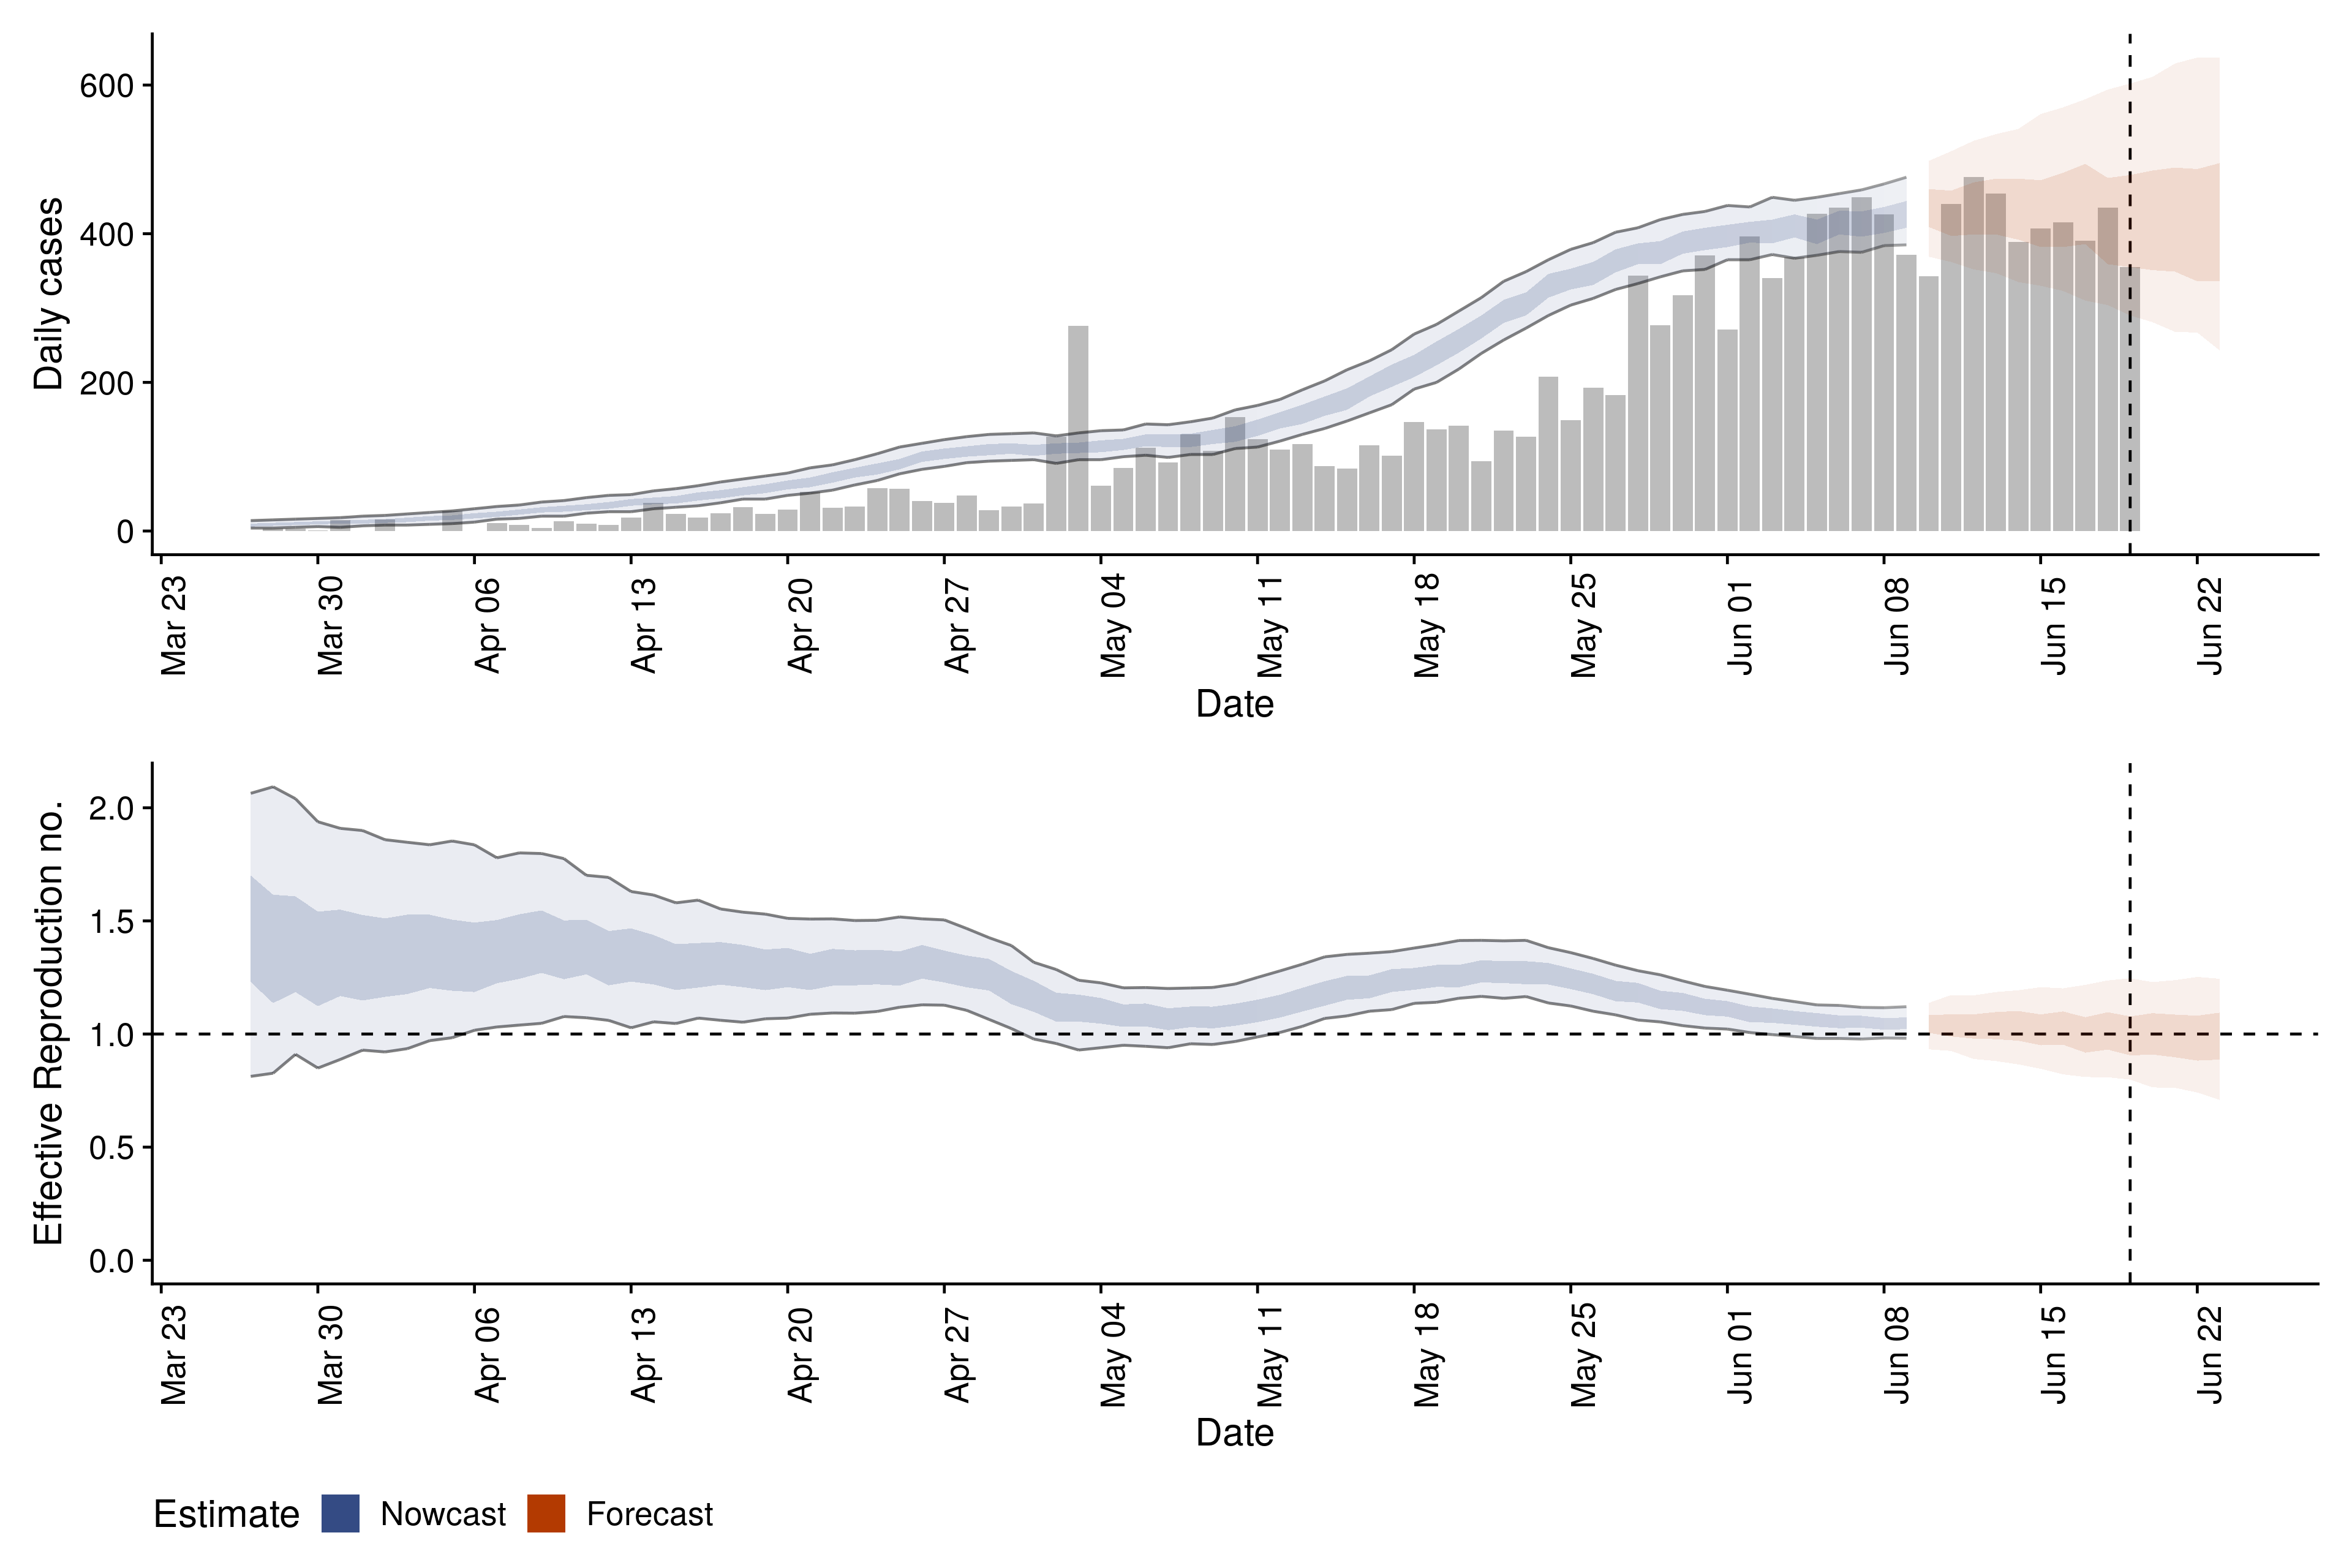 Daily cases
600
400
200
0
Mar 23
Mar 30
Apr 06
Apr 13
Apr 20
Apr 27
May 04
May 11
May 18
May 25
Jun 01
Jun 08
Jun 15
Jun 22
Date
Effective Reproduction no.
2.0
1.5
1.0
0.5
0.0
Mar 23
Mar 30
Apr 06
Apr 13
Apr 20
Apr 27
May 04
May 11
May 18
May 25
Jun 01
Jun 08
Jun 15
Jun 22
Date
Estimate Nowcast Forecast